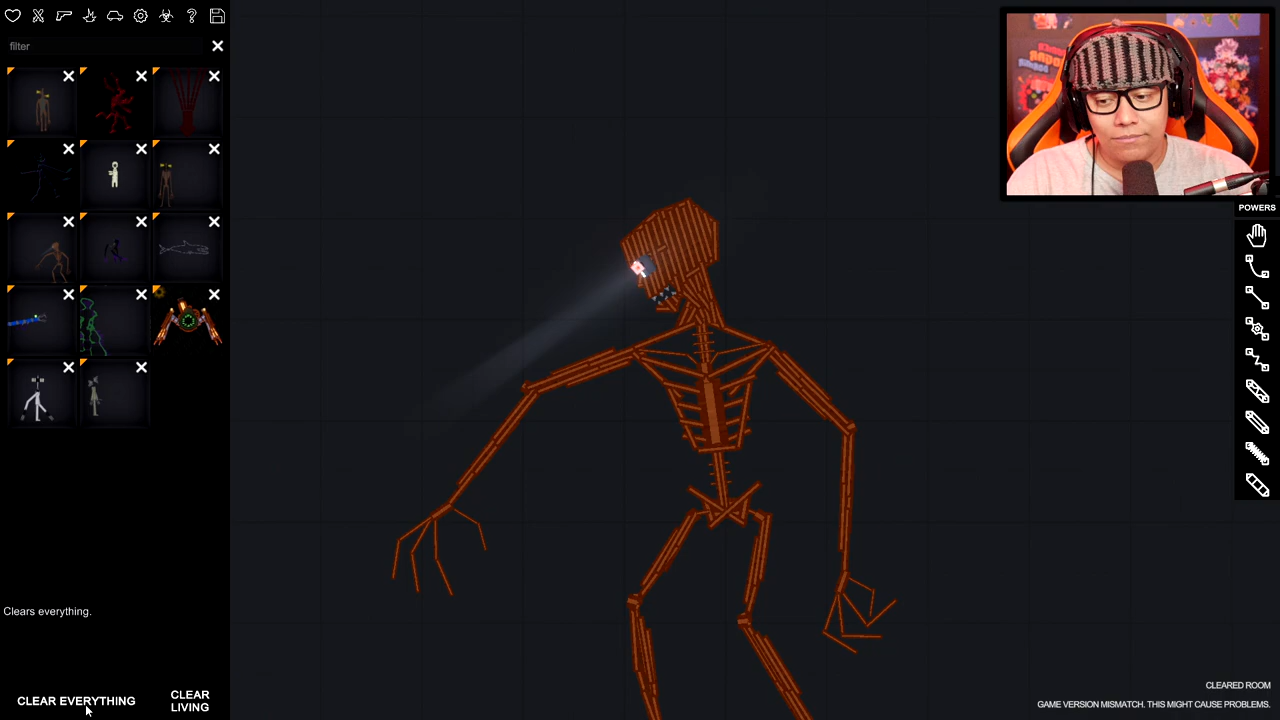 filter
POWERS
Clears everything.
CLEAR EVERYTHING
CLEAR
LIVING
CLEARED ROOM
GAME VERSION MISMATCH. THIS MIGHT CAUSE PROBLEMS.